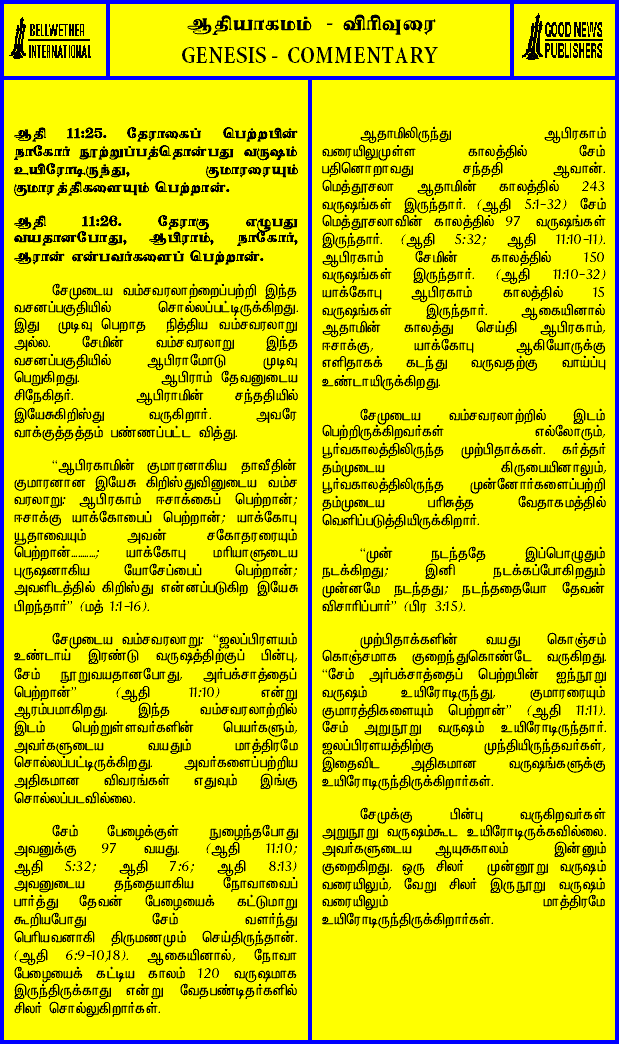 BELLWETHER
INTERNATIONAL
ஆதியாகமம் - விரிவுரை
GENESIS - COMMENTARY
GOOD NEWS
PUBLISHERS
ஆதி 11:25. தேராகைப் பெற்றபின்
நாகோர் நூற்றுப்பத்தொன்பது வருஷம்
உயிரோடிருந்து, குமாரரையும்
குமாரத்திகளையும் பெற்றான்.
ஆதி 11:26. தேராகு எழுபது
வயதானபோது, ஆபிராம், நாகோர்,
ஆரான் என்பவர்களைப் பெற்றான்.
சேமுடைய வம்சவரலாற்றைப்பற்றி இந்த
வசனப்பகுதியில் சொல்லப்பட்டிருக்கிறது.
இது முடிவு பெறாத நித்திய வம்சவரலாறு
அல்ல. சேமின் வம்சவரலாறு இந்த
வசனப்பகுதியில் ஆபிராமோடு முடிவு
பெறுகிறது. ஆபிராம் தேவனுடைய
சிநேகிதர். ஆபிராமின் சந்ததியில்
இயேசுகிறிஸ்து வருகிறார். அவரே
வாக்குத்தத்தம் பண்ணப்பட்ட வித்து.
“ஆபிரகாமின் குமாரனாகிய தாவீதின்
குமாரனான இயேசு கிறிஸ்துவினுடைய வம்ச
வரலாறு: ஆபிரகாம் ஈசாக்கைப் பெற்றான்;
ஈசாக்கு யாக்கோபைப் பெற்றான்; யாக்கோபு
யூதாவையும் அவன் சகோதரரையும்
பெற்றான்..........; யாக்கோபு மரியாளுடைய
புருஷனாகிய யோசேப்பைப் பெற்றான்;
அவளிடத்தில் கிறிஸ்து என்னப்படுகிற இயேசு
பிறந்தார்” (மத் 1:1-16).
சேமுடைய வம்சவரலாறு: “ஜலப்பிரளயம்
உண்டாய் இரண்டு வருஷத்திற்குப் பின்பு,
சேம் நூறுவயதானபோது, அர்பக்சாத்தைப்
பெற்றான்” (ஆதி 11:10) என்று
ஆரம்பமாகிறது. இந்த வம்சவரலாற்றில்
இடம் பெற்றுள்ளவர்களின் பெயர்களும்,
அவர்களுடைய வயதும் மாத்திரமே
சொல்லப்பட்டிருக்கிறது. அவர்களைப்பற்றிய
அதிகமான விவரங்கள் எதுவும் இங்கு
சொல்லப்படவில்லை.
சேம் பேழைக்குள் நுழைந்தபோது
அவனுக்கு 97 வயது. (ஆதி 11:10;
ஆதி 5:32; ஆதி 7:6; ஆதி 8:13)
அவனுடைய தந்தையாகிய நோவாவைப்
பார்த்து தேவன் பேழையைக் கட்டுமாறு
கூறியபோது சேம் வளர்ந்து
பெரியவனாகி திருமணமும் செய்திருந்தான்.
(ஆதி 6:9-10,18). ஆகையினால், நோவா
பேழையைக் கட்டிய காலம் 120 வருஷமாக
இருந்திருக்காது என்று வேதபண்டிதர்களில்
சிலர் சொல்லுகிறார்கள்.
ஆதாமிலிருந்து ஆபிரகாம்
வரையிலுமுள்ள காலத்தில் சேம்
பதினொறாவது சந்ததி ஆவான்.
மெத்தூசலா ஆதாமின் காலத்தில் 243
வருஷங்கள் இருந்தார். (ஆதி 5:1-32) சேம்
மெத்தூசலாவின் காலத்தில் 97 வருஷங்கள்
இருந்தார். (ஆதி 5:32; ஆதி 11:10-11).
ஆபிரகாம் சேமின் காலத்தில் 150
வருஷங்கள் இருந்தார். (ஆதி 11:10-32)
யாக்கோபு ஆபிரகாம் காலத்தில் 15
வருஷங்கள் இருந்தார். ஆகையினால்
ஆதாமின் காலத்து செய்தி ஆபிரகாம்,
ஈசாக்கு, யாக்கோபு ஆகியோருக்கு
எளிதாகக் கடந்து வருவதற்கு வாய்ப்பு
உண்டாயிருக்கிறது.
சேமுடைய வம்சவரலாற்றில் இடம்
பெற்றிருக்கிறவர்கள் எல்லோரும்,
பூர்வகாலத்திலிருந்த முற்பிதாக்கள். கர்த்தர்
தம்முடைய கிருபையினாலும்,
பூர்வகாலத்திலிருந்த முன்னோர்களைப்பற்றி
தம்முடைய பரிசுத்த வேதாகமத்தில்
வெளிப்படுத்தியிருக்கிறார்.
“முன் நடந்ததே இப்பொழுதும்
நடக்கிறது; இனி நடக்கப்போகிறதும்
முன்னமே நடந்தது; நடந்ததையோ தேவன்
விசாரிப்பார்” (பிர 3:15).
முற்பிதாக்களின் வயது கொஞ்சம்
கொஞ்சமாக குறைந்துகொண்டே வருகிறது.
“சேம் அர்பக்சாத்தைப் பெற்றபின் ஐந்நூறு
வருஷம் உயிரோடிருந்து, குமாரரையும்
குமாரத்திகளையும் பெற்றான்” (ஆதி 11:11).
சேம் அறுநூறு வருஷம் உயிரோடிருந்தார்.
ஜலப்பிரளயத்திற்கு முந்தியிருந்தவர்கள்,
இதைவிட அதிகமான வருஷங்களுக்கு
உயிரோடிருந்திருக்கிறார்கள்.
சேமுக்கு பின்பு வருகிறவர்கள்
அறுநூறு வருஷம்கூட உயிரோடிருக்கவில்லை.
அவர்களுடைய ஆயுசுகாலம் இன்னும்
குறைகிறது. ஒரு சிலர் முன்னூறு வருஷம்
வரையிலும், வேறு சிலர் இருநூறு வருஷம்
வரையிலும் மாத்திரமே
உயிரோடிருந்திருக்கிறார்கள்.